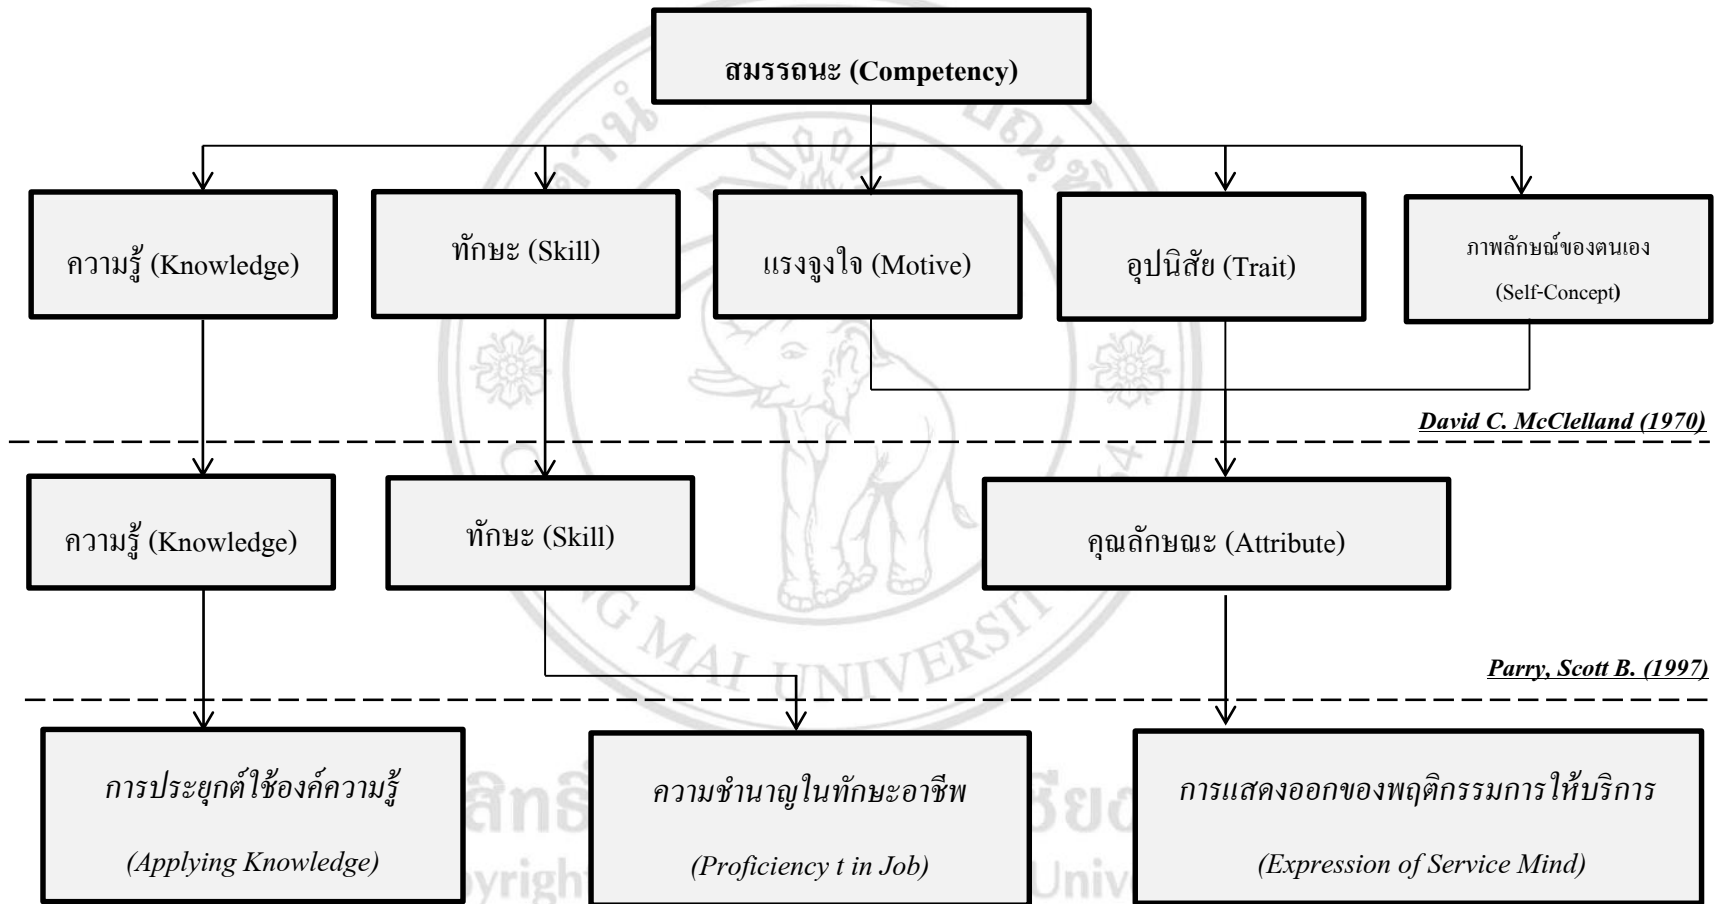 สมรรถนะ (Competency)
ความรู้ (Knowledge)
ทักษะ (Skill)
แรงจูงใจ (Motive)
อุปนิสัย (Trait)
ภาพลักษณ์ของตนเอง
(Self-Concept)
David C. McClelland (1970)
ความรู้ (Knowledge)
ทักษะ (Skill)
คุณลักษณะ (Attribute)
MAI UNIVERSIT
Parry, Scott B. (1997)
การประยุกต์ใช้องค์ความรู้
(Applying Knowledge)
ความชำนาญในทักษะอาชีพ
(Proficiency t in Job)
การแสดงออกของพฤติกรรมการให้บริการ
(Expression of Service Mind)